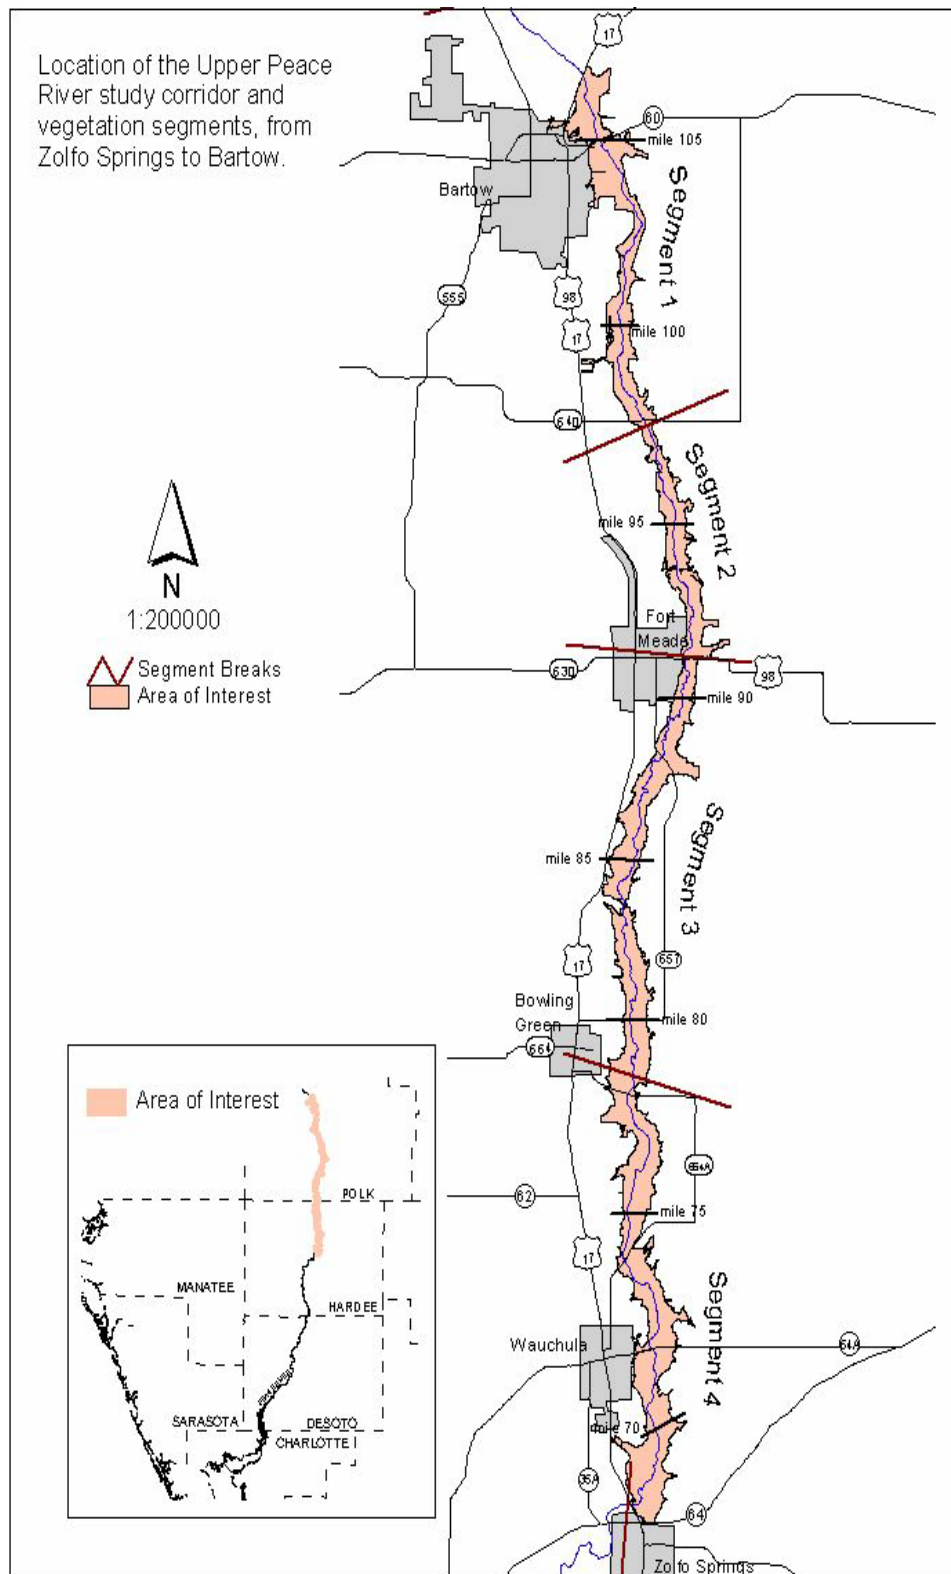 Location of the Upper Peace
River study corridor and
vegetation segments, from
Zolfo Springs to Bartow.
17
60
mile 105
Bartow
Segment 1
555
98
17
mile 100
640
Segment 2
mile 95
N
1:200000
Segment Breaks
Area of Interest
Fort
Meade
630
98
mile 90
Segment 3
mile 85
657
17
Bowling
Green
mile 80
664
Area of Interest
POLK
MANATEE
HARDEE
SARASOTA
DESOTO
CHARLOTTE
664A
62
mile 75
17
Segment 4
Wauchula
64A
mile 70
35A
64
Zolfo Springs